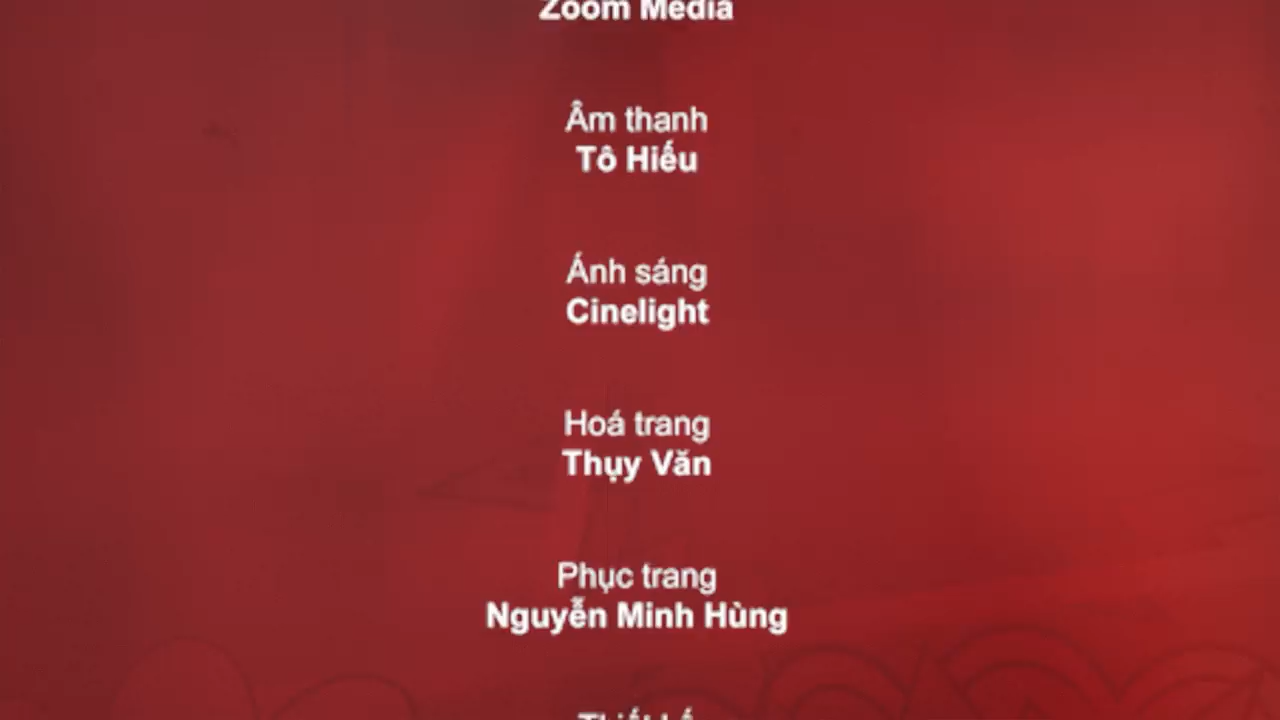 Zoom Media
Âm thanh
Tô Hiếu
Ánh sáng
Cinelight
Hoá trang
Thụy Văn
Phục trang
Nguyễn Minh Hùng